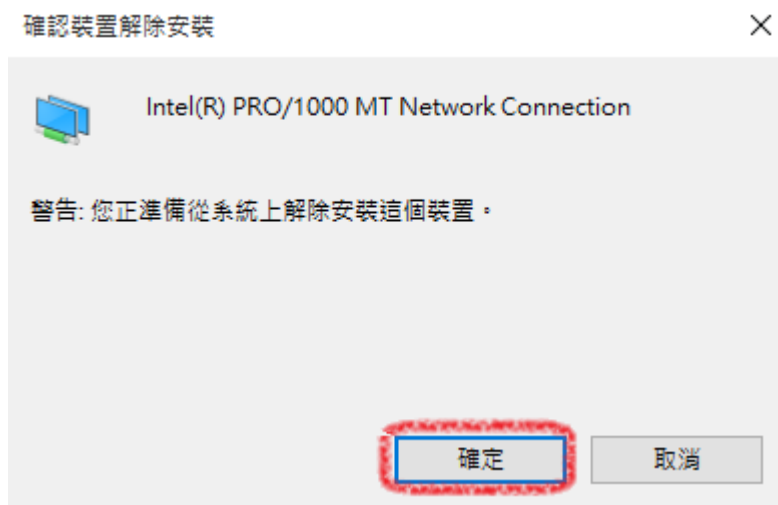 確認裝置解除安裝
Intel(R) PRO/1000 MT Network Connection
警告: 您正準備從系統上解除安裝這個裝置。
確定
取消